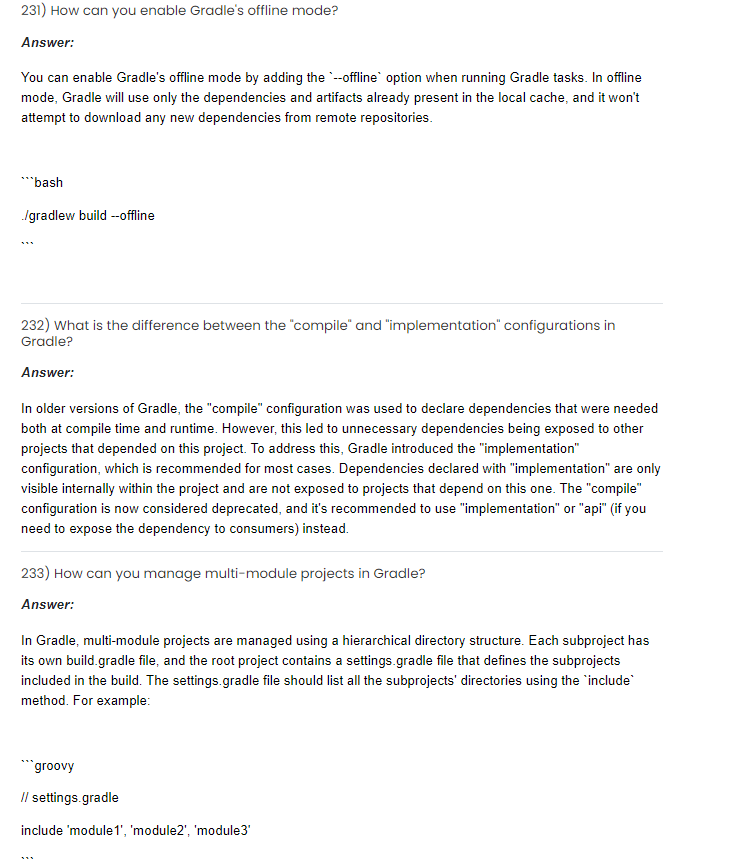 231) How can you enable Gradle's offline mode?
Answer:
You can enable Gradle's offline mode by adding the `--offline` option when running Gradle tasks. In offline
mode, Gradle will use only the dependencies and artifacts already present in the local cache, and it won't
attempt to download any new dependencies from remote repositories.
```bash
./gradlew build --offline
```
232) What is the difference between the "compile" and "implementation" configurations in
Gradle?
Answer:
In older versions of Gradle, the "compile" configuration was used to declare dependencies that were needed
both at compile time and runtime. However, this led to unnecessary dependencies being exposed to other
projects that depended on this project. To address this, Gradle introduced the "implementation"
configuration, which is recommended for most cases. Dependencies declared with "implementation" are only
visible internally within the project and are not exposed to projects that depend on this one. The "compile"
configuration is now considered deprecated, and it's recommended to use "implementation" or "api" (if you
need to expose the dependency to consumers) instead.
233) How can you manage multi-module projects in Gradle?
Answer:
In Gradle, multi-module projects are managed using a hierarchical directory structure. Each subproject has
its own build.gradle file, and the root project contains a settings.gradle file that defines the subprojects
included in the build. The settings.gradle file should list all the subprojects' directories using the `include`
method. For example:
```groovy
// settings.gradle
include 'module1', 'module2', 'module3'
```